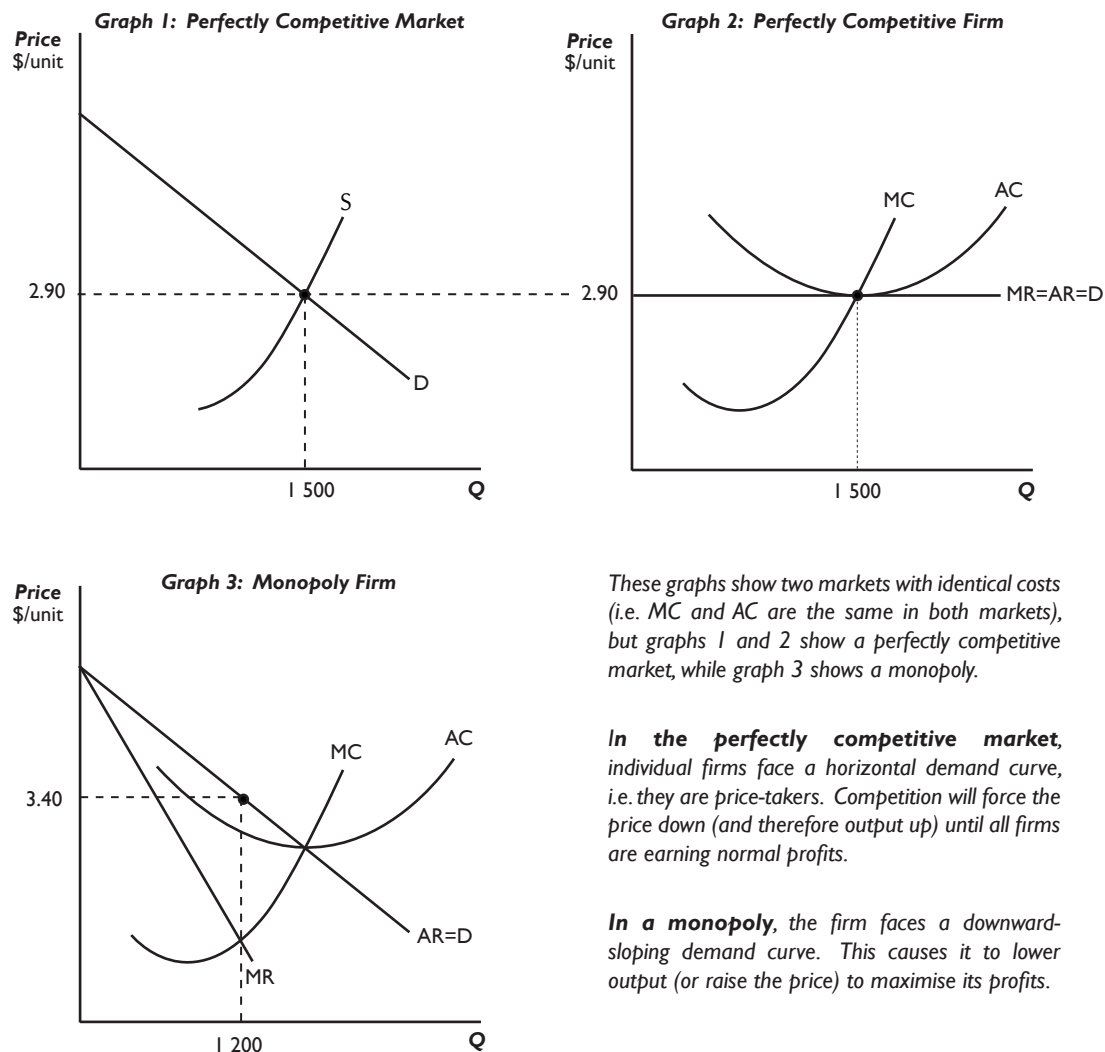 Graph 1: Perfectly Competitive Market
Price
$/unit
S
2.90
D
1 500
Q
Graph 2: Perfectly Competitive Firm
Price
$/unit
MC
AC
2.90
MR=AR=D
1 500
Q
Graph 3: Monopoly Firm
Price
$/unit
MC
AC
3.40
AR=D
MR
1 200
Q
These graphs show two markets with identical costs
(i.e. MC and AC are the same in both markets),
but graphs 1 and 2 show a perfectly competitive
market, while graph 3 shows a monopoly.
In the perfectly competitive market,
individual firms face a horizontal demand curve,
i.e. they are price-takers. Competition will force the
price down (and therefore output up) until all firms
are earning normal profits.
In a monopoly, the firm faces a downward-
sloping demand curve. This causes it to lower
output (or raise the price) to maximise its profits.